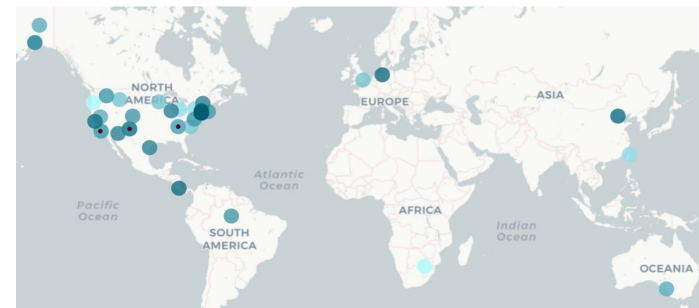 NORTH
AMERICA
EUROPE
ASIA
Atlantic
Ocean
Pacific
Ocean
AFRICA
SOUTH
AMERICA
Indian
Ocean
OCEANIA